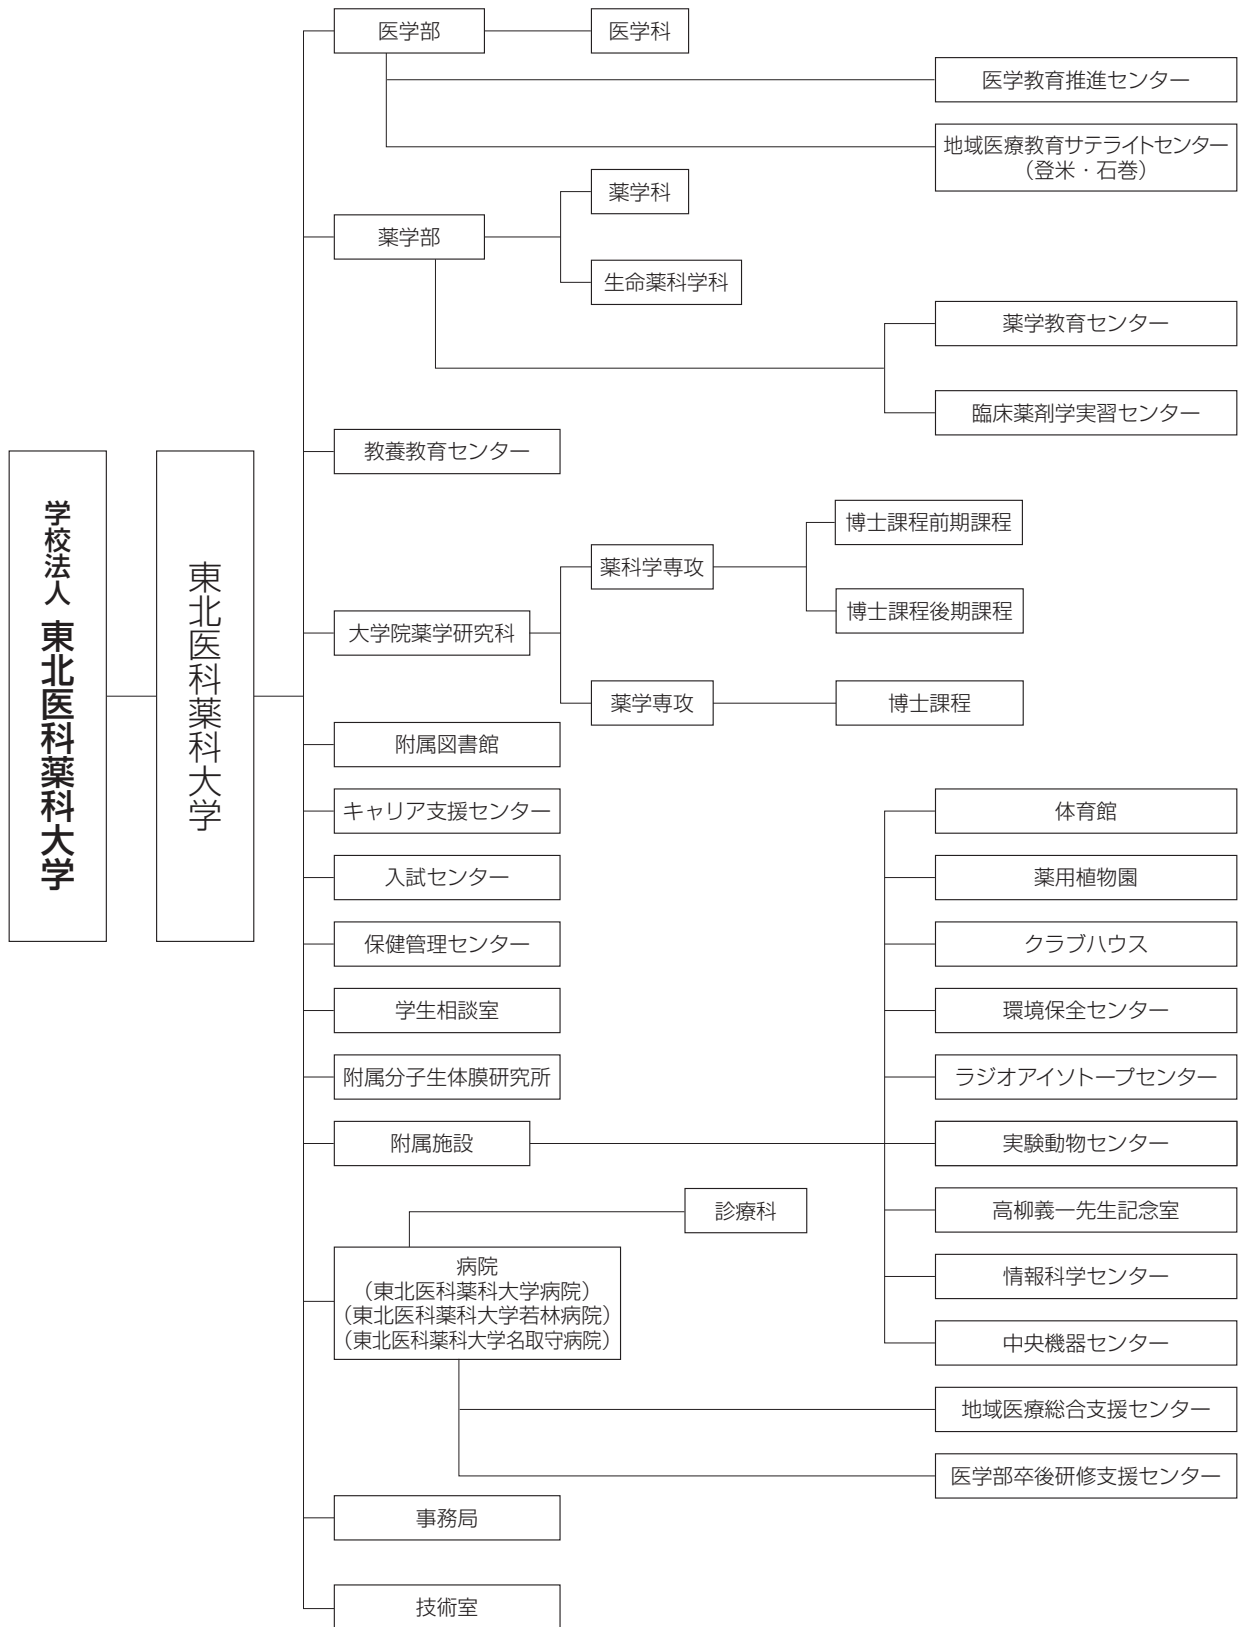 学校法人 東北医科薬科大学
東北医科薬科大学
医学部
医学科
医学教育推進センター
地域医療教育サテライトセンター
（登米・石巻）
薬学部
薬学科
生命薬科学科
薬学教育センター
臨床薬剤学実習センター
教養教育センター
大学院薬学研究科
薬科学専攻
博士課程前期課程
博士課程後期課程
薬学専攻
博士課程
附属図書館
キャリア支援センター
入試センター
保健管理センター
学生相談室
附属分子生体膜研究所
附属施設
体育館
薬用植物園
クラブハウス
環境保全センター
ラジオアイソトープセンター
実験動物センター
高柳義一先生記念室
情報科学センター
中央機器センター
病院
（東北医科薬科大学病院）
（東北医科薬科大学若林病院）
（東北医科薬科大学名取守病院）
診療科
地域医療総合支援センター
医学部卒後研修支援センター
事務局
技術室